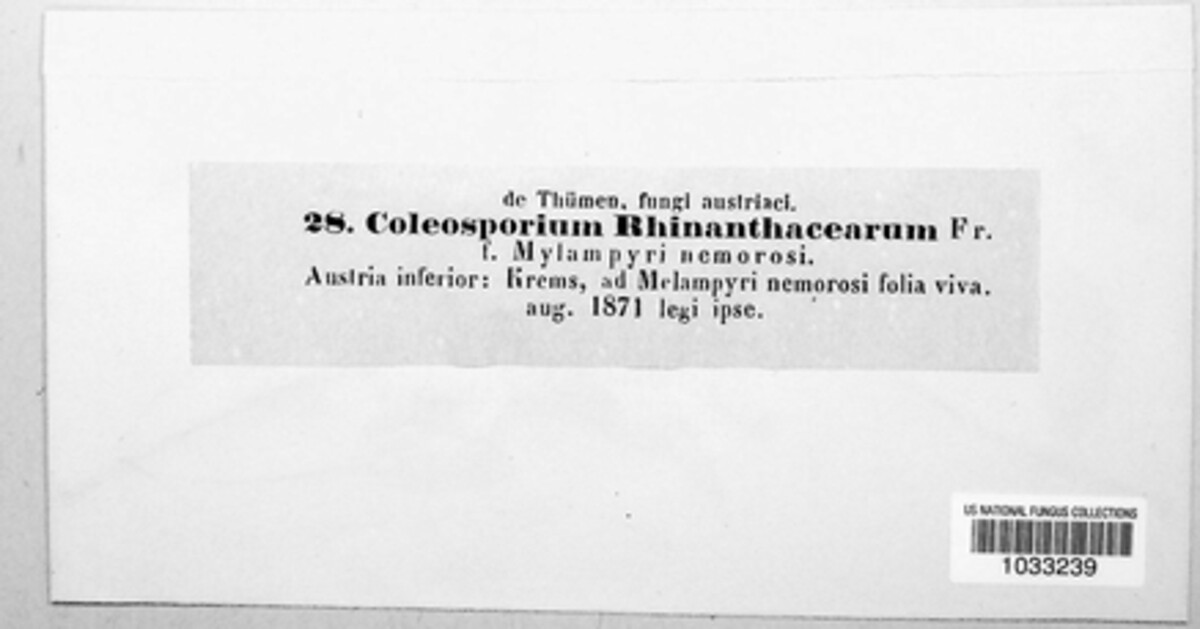 de Thümen, fungi austriaci.
28. Coleosporium Rhinanthacearum Fr.
f. Mylampyri nemorosi.
Austria inferior: Krems, ad Melampyri nemorosi folia viva.
aug. 1871 legi ipse.
US NATIONAL FUNGUS COLLECTIONS
1033239